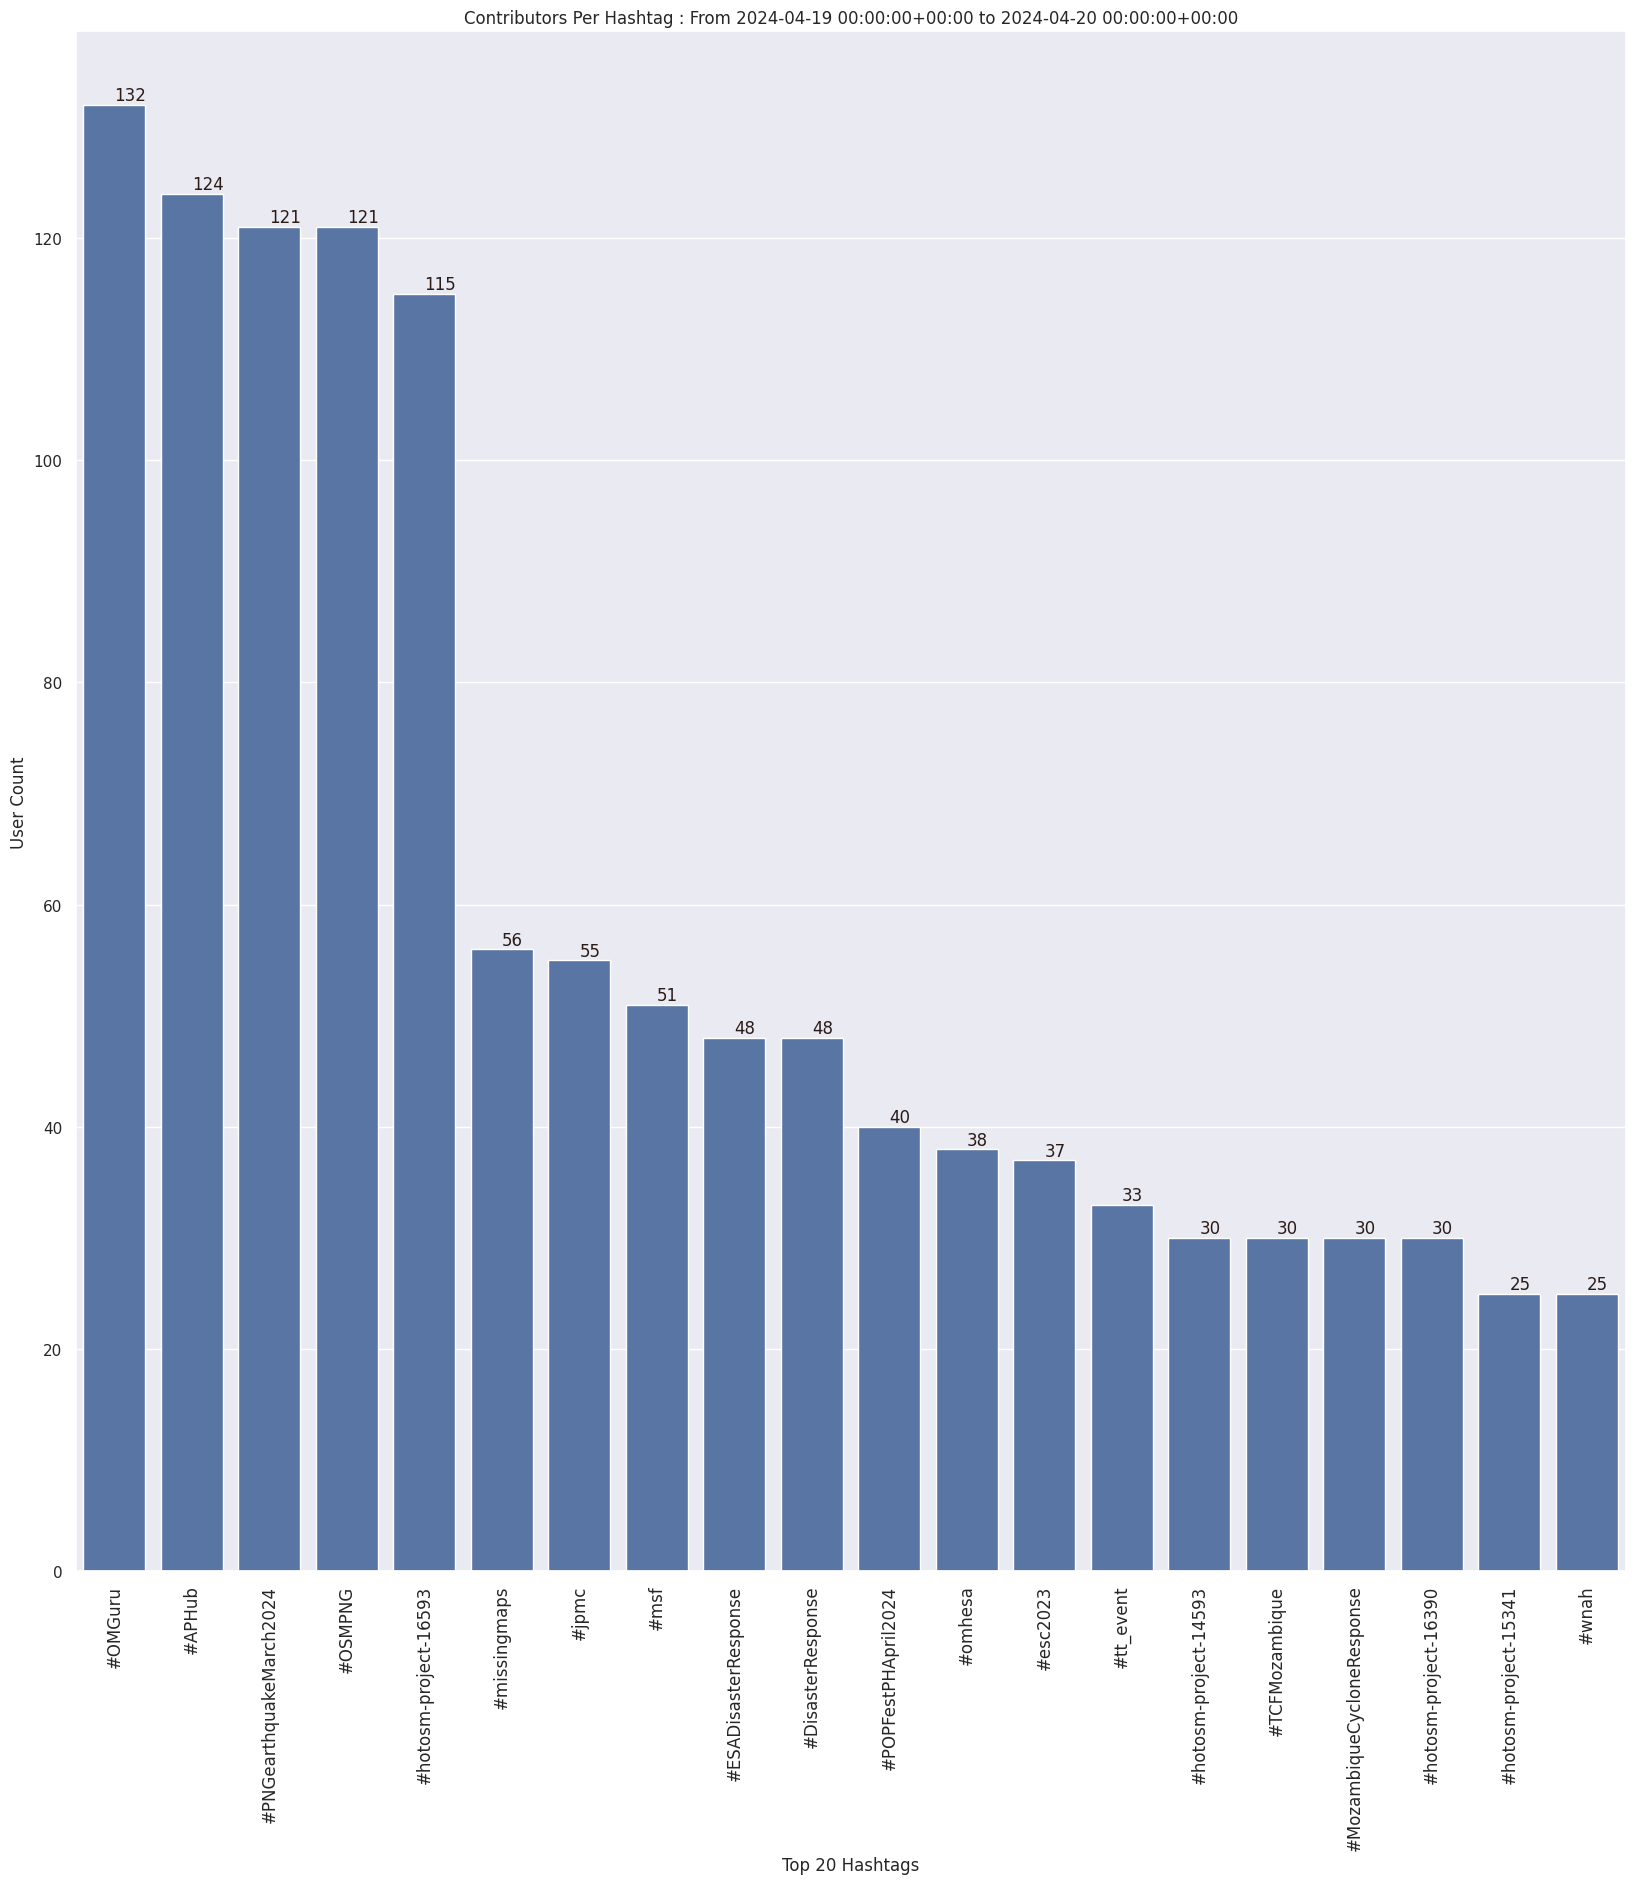 Contributors Per Hashtag : From 2024-04-19 00:00:00+00:00 to 2024-04-20 00:00:00+00:00
132
124
121
121
115
56
55
51
48
48
40
38
37
33
30
30
30
30
25
25
120
100
80
60
40
20
0
User Count
#OMGuru
#APHub
#PNGearthquakeMarch2024
#OSMPNG
#hotosm-project-16593
#missingmaps
#jpmc
#msf
#ESADisasterResponse
#DisasterResponse
#POPFestPHApril2024
#omhesa
#esc2023
#tt_event
#hotosm-project-14593
#TCFMozambique
#MozambiqueCycloneResponse
#hotosm-project-16390
#hotosm-project-15341
#wnah
Top 20 Hashtags